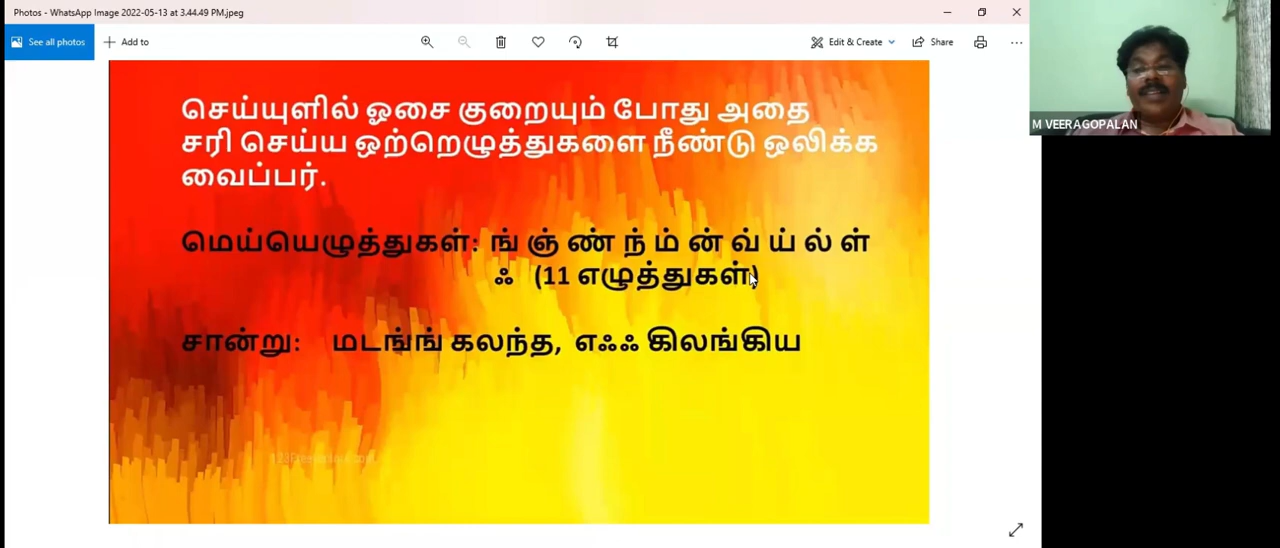 Photos - WhatsApp Image 2022-05-13 at 3.44.49 PM.jpeg
See all photos
Add to
Edit & Create
Share
M VEERAGOPALAN
செய்யுளில் ஓசை குறையும் போது அதை
சரி செய்ய ஒற்றெழுத்துகளை நீண்டு ஒலிக்க
வைப்பர்.
மெய்யெழுத்துகள்: ங் ஞ் ண் ந் ம் ன் வ் ய் ல் ள்
ஃ (11 எழுத்துகள்)
சான்று: மடங்ங் கலந்த, எஃஃ கிலங்கிய